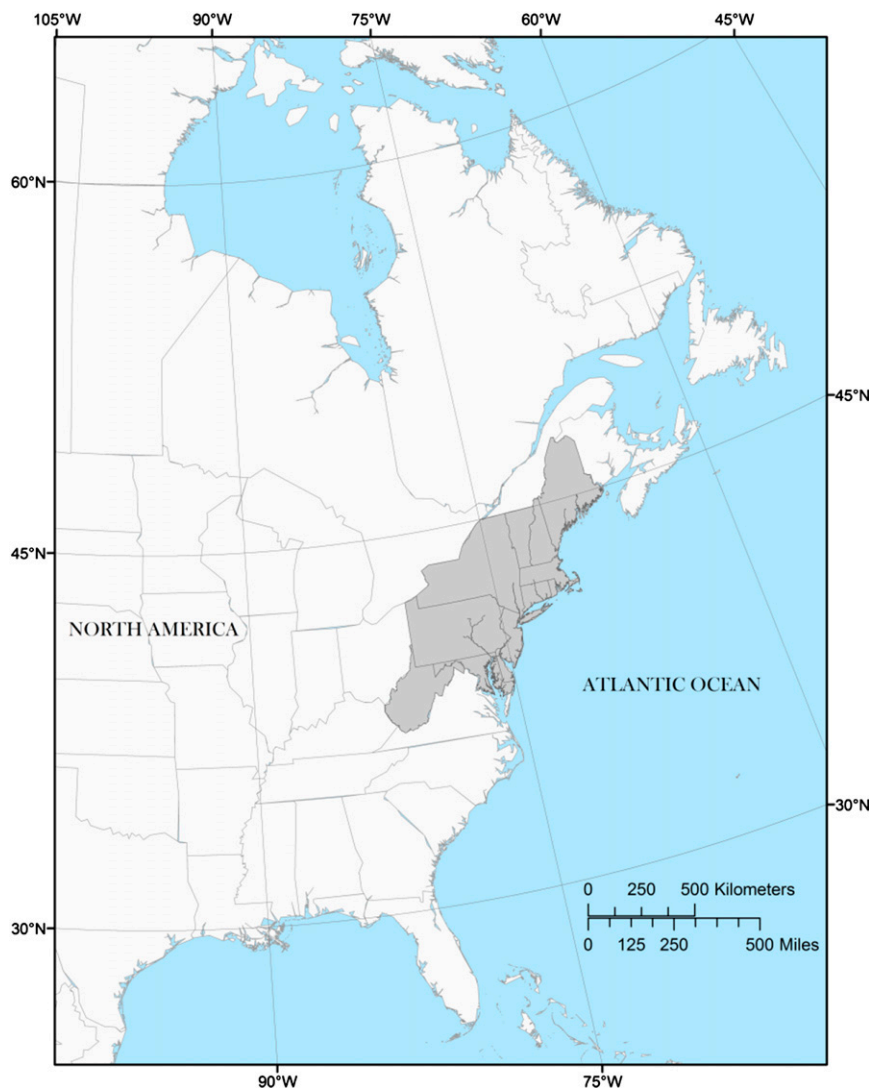 105°W 90°W 75°W 60°W 45°W
60°N
45°N
45°N
NORTH AMERICA
ATLANTIC OCEAN
30°N
0 250 500 Kilometers
30°N
0 125 250 500 Miles
90°W 75°W